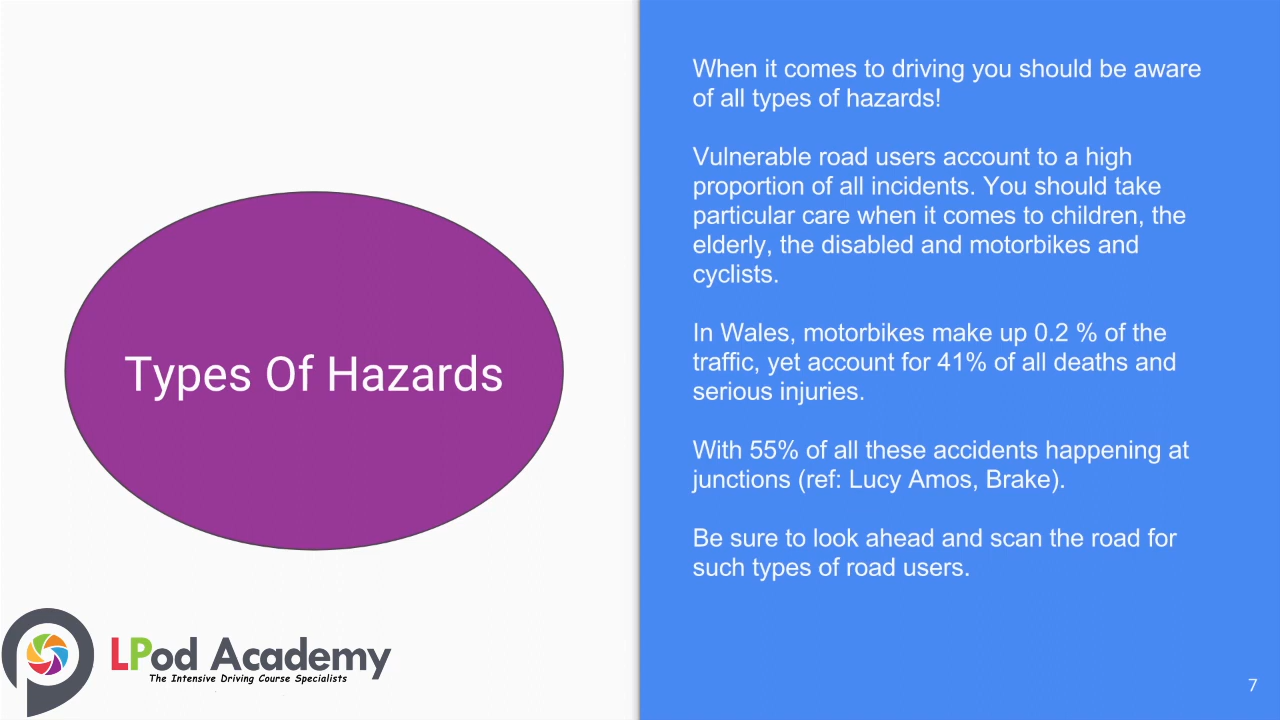 Types Of Hazards
LPod Academy
The Intensive Driving Course Specialists
When it comes to driving you should be aware
of all types of hazards!
Vulnerable road users account to a high
proportion of all incidents. You should take
particular care when it comes to children, the
elderly, the disabled and motorbikes and
cyclists.
In Wales, motorbikes make up 0.2 % of the
traffic, yet account for 41% of all deaths and
serious injuries.
With 55% of all these accidents happening at
junctions (ref: Lucy Amos, Brake).
Be sure to look ahead and scan the road for
such types of road users.
7